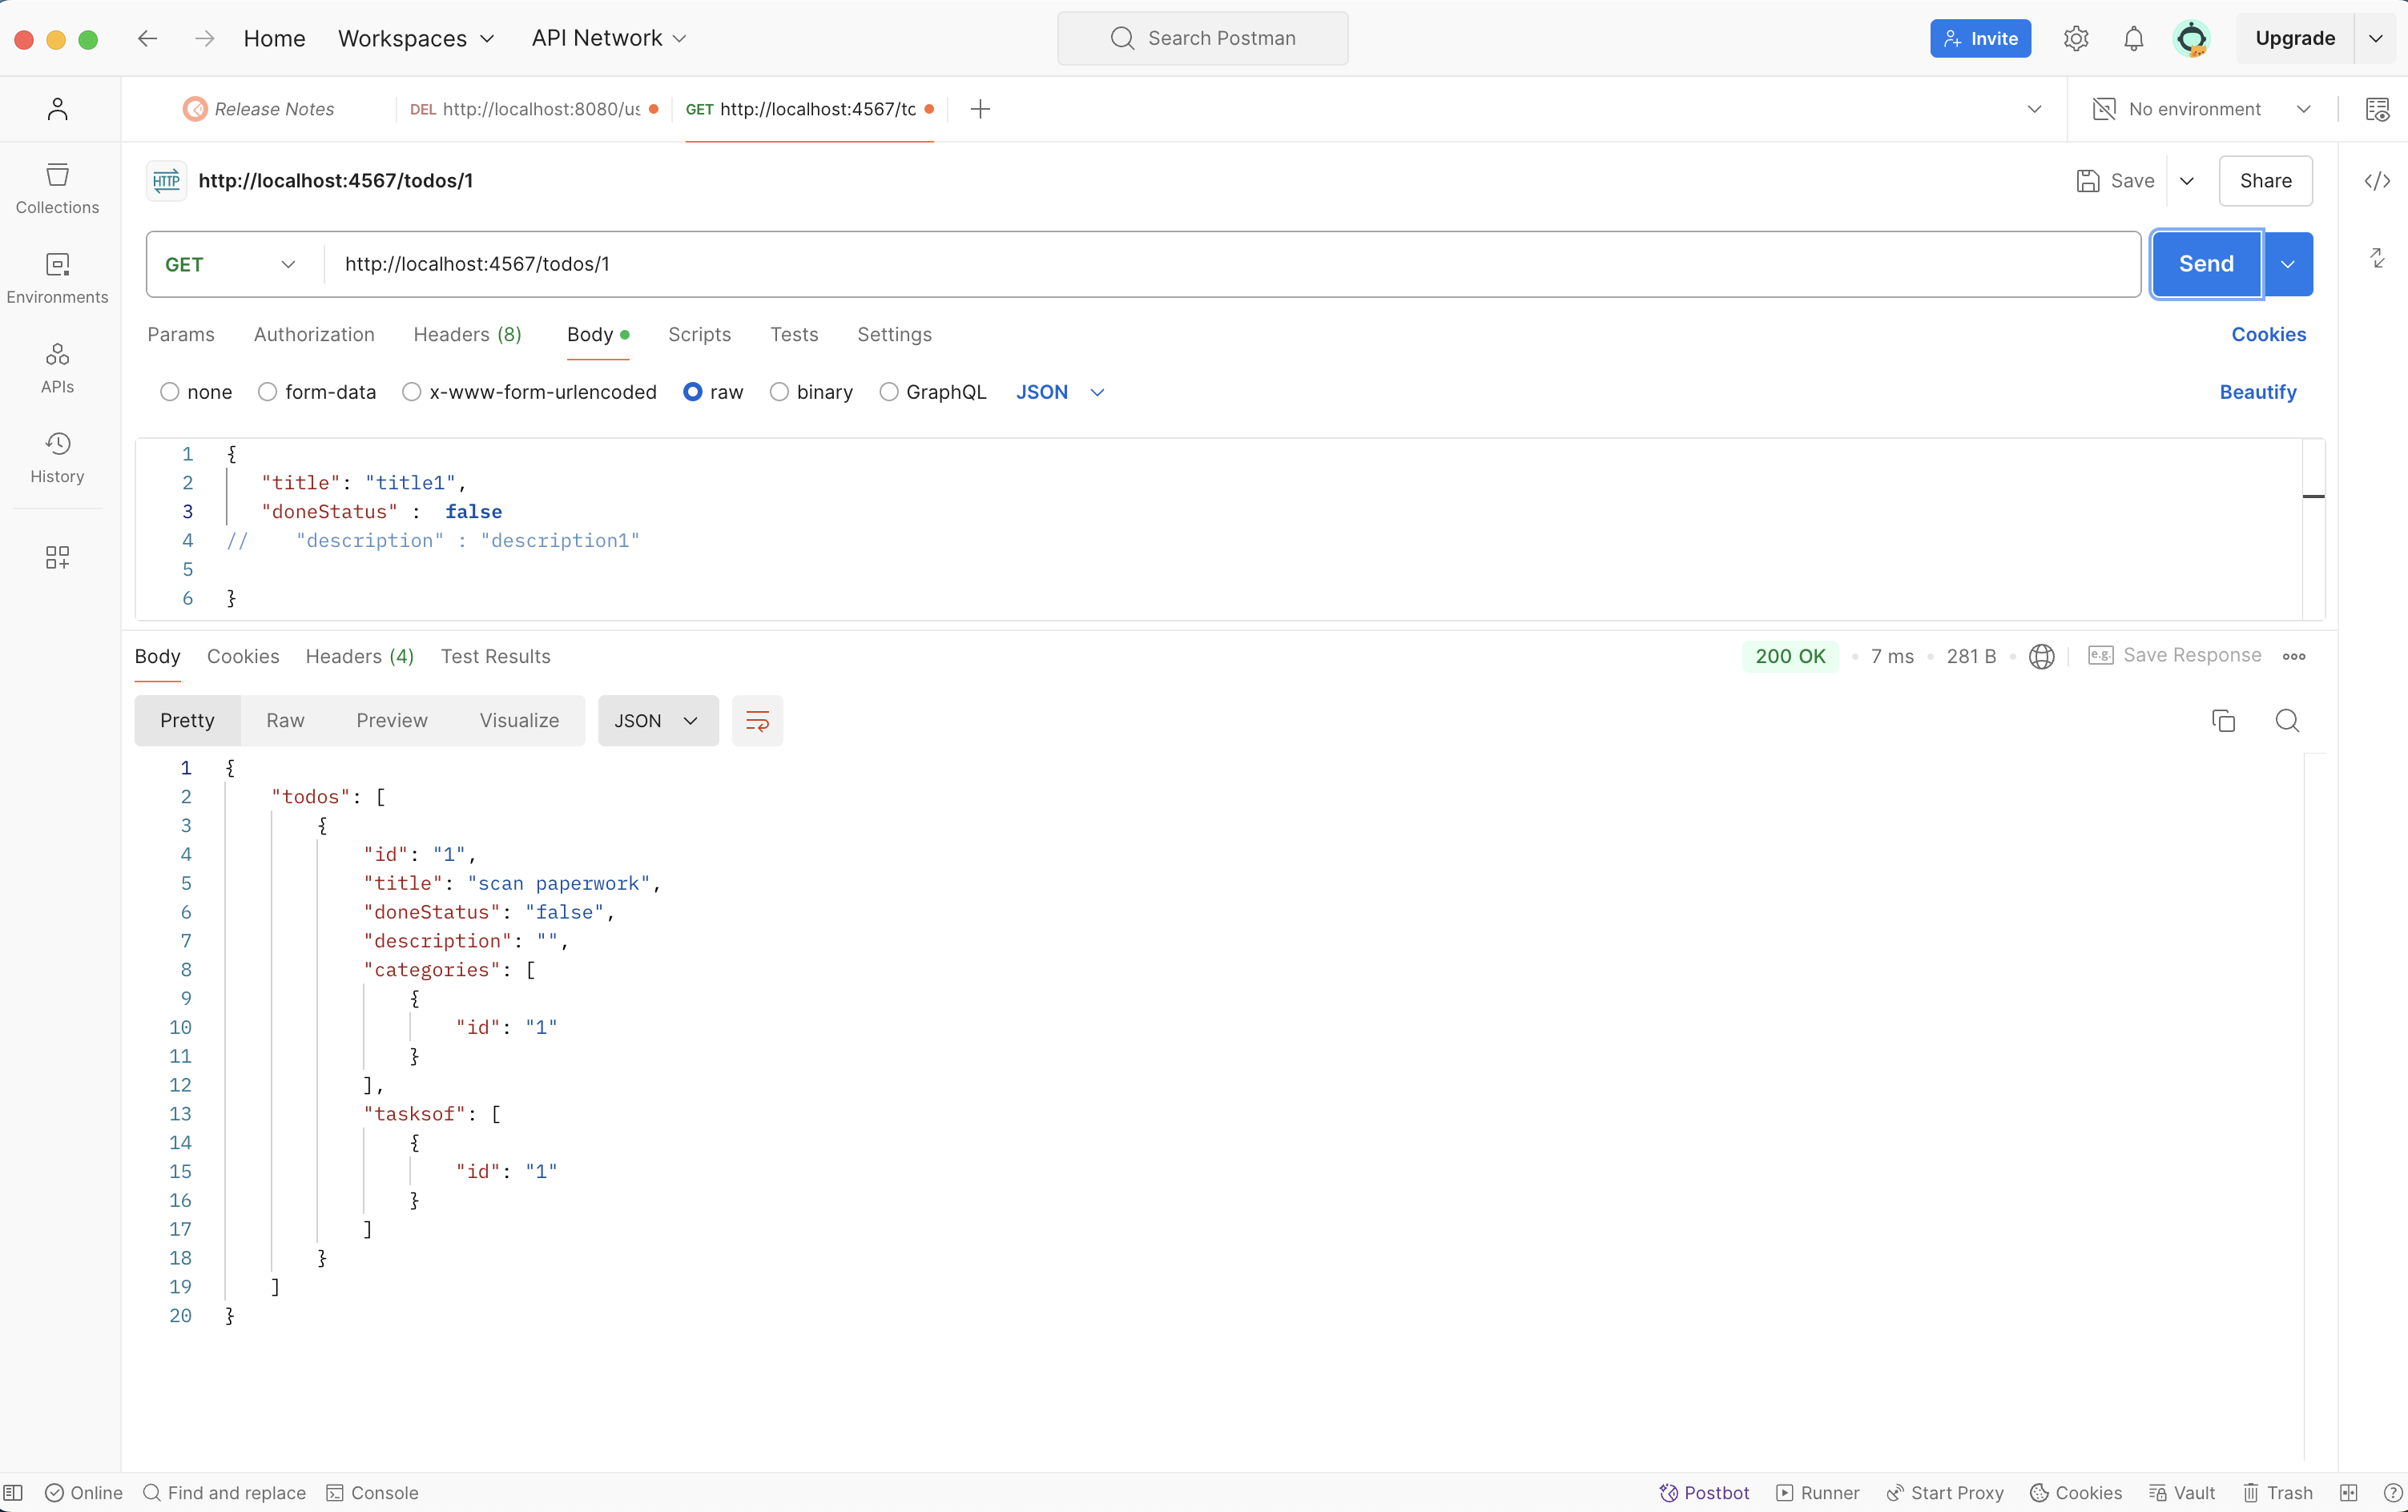 Home Workspaces API Network Search Postman Invite Upgrade
Release Notes DEL http://localhost:8080/us GET http://localhost:4567/to No environment
HTTP http://localhost:4567/todos/1 Save Share
Collections
GET http://localhost:4567/todos/1 Send
Environments
Params Authorization Headers (8) Body Scripts Tests Settings Cookies
APIs
none form-data x-www-form-urlencoded raw binary GraphQL JSON Beautify
History
1 {
2 "title": "title1",
3 "doneStatus" : false
4 // "description" : "description1"
5
6 }
Body Cookies Headers (4) Test Results 200 OK 7 ms 281 B e.g. Save Response
Pretty Raw Preview Visualize JSON
1 {
2 "todos": [
3 {
4 "id": "1",
5 "title": "scan paperwork",
6 "doneStatus": "false",
7 "description": "",
8 "categories": [
9 {
10 "id": "1"
11 }
12 ],
13 "tasksof": [
14 {
15 "id": "1"
16 }
17 ]
18 }
19 ]
20 }
Online Find and replace Console Postbot Runner Start Proxy Cookies Vault Trash